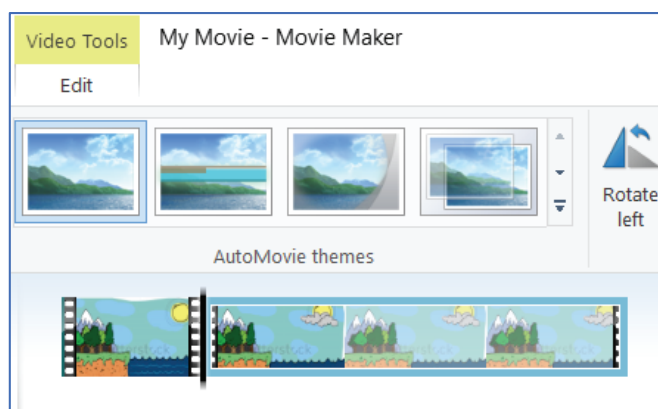 Video Tools
My Movie - Movie Maker
Edit
Rotate
left
AutoMovie themes